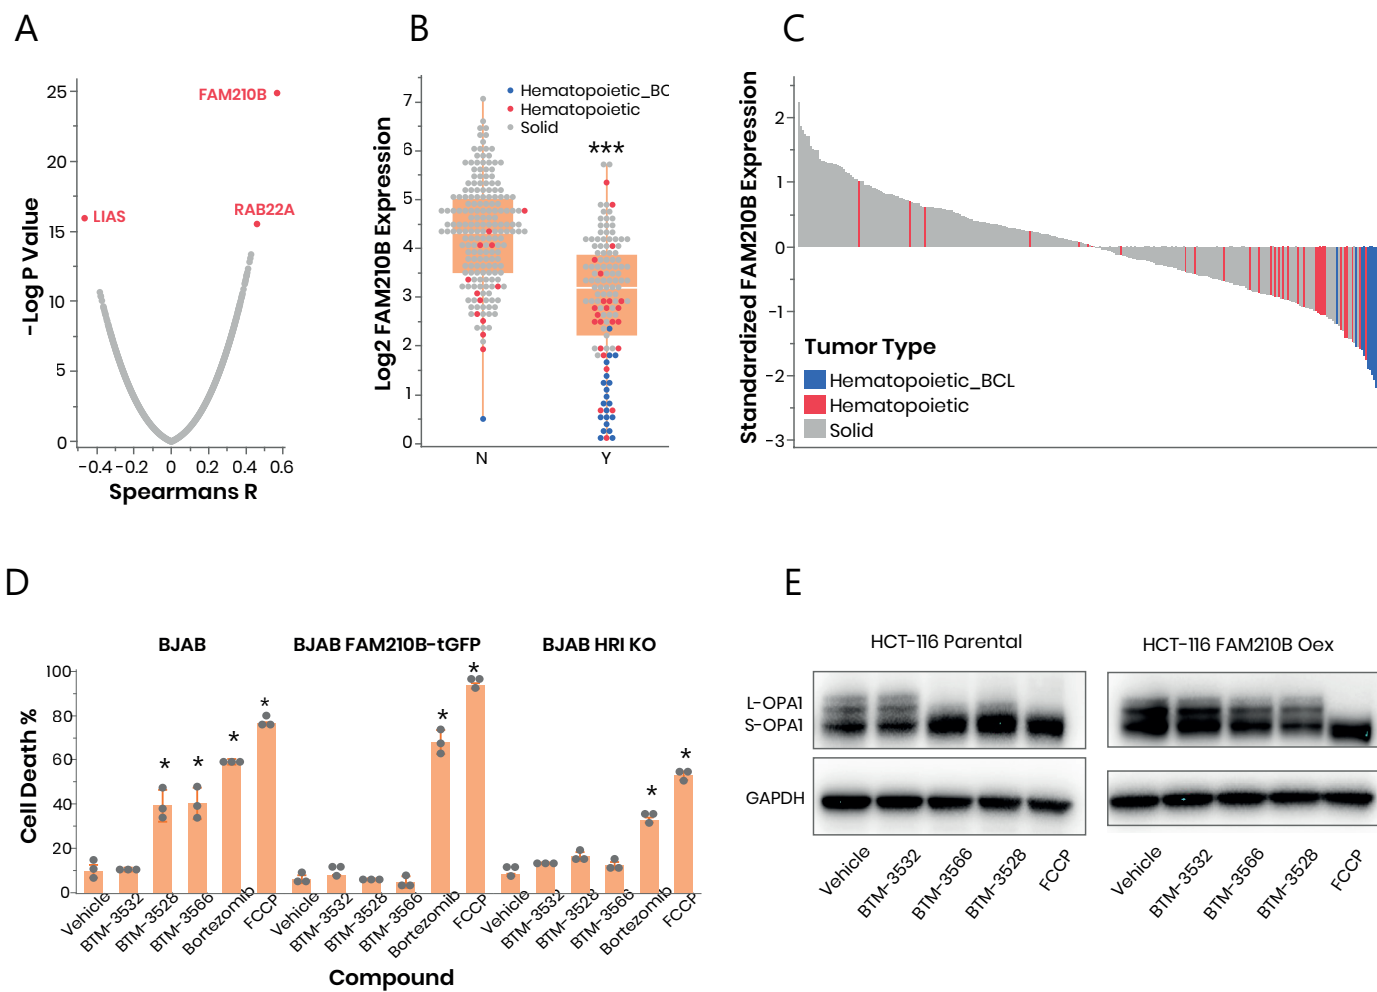 A
B
C
25
20
15
10
5
0
−Log P Value
FAM210B
LIAS
RAB22A
−0.4
−0.2
0
0.2
0.4
0.6
Spearmans R
7
6
5
4
3
2
1
0
Log2 FAM210B Expression
Hematopoietic_BC
Hematopoietic
Solid
***
N
Y
2
1
0
−1
−2
−3
Standardized FAM210B Expression
Tumor Type
Hematopoietic_BCL
Hematopoietic
Solid
D
E
BJAB
BJAB FAM210B-tGFP
BJAB HRI KO
100
80
60
40
20
0
Cell Death %
*
*
*
*
*
*
*
*
Vehicle
BTM-3532
BTM-3528
BTM-3566
Bortezomib
FCCP
Vehicle
BTM-3532
BTM-3528
BTM-3566
Bortezomib
FCCP
Vehicle
BTM-3532
BTM-3528
BTM-3566
Bortezomib
FCCP
Compound
HCT-116 Parental
HCT-116 FAM210B Oex
L-OPA1
S-OPA1
GAPDH
Vehicle
BTM-3532
BTM-3566
BTM-3528
FCCP
Vehicle
BTM-3532
BTM-3566
BTM-3528
FCCP